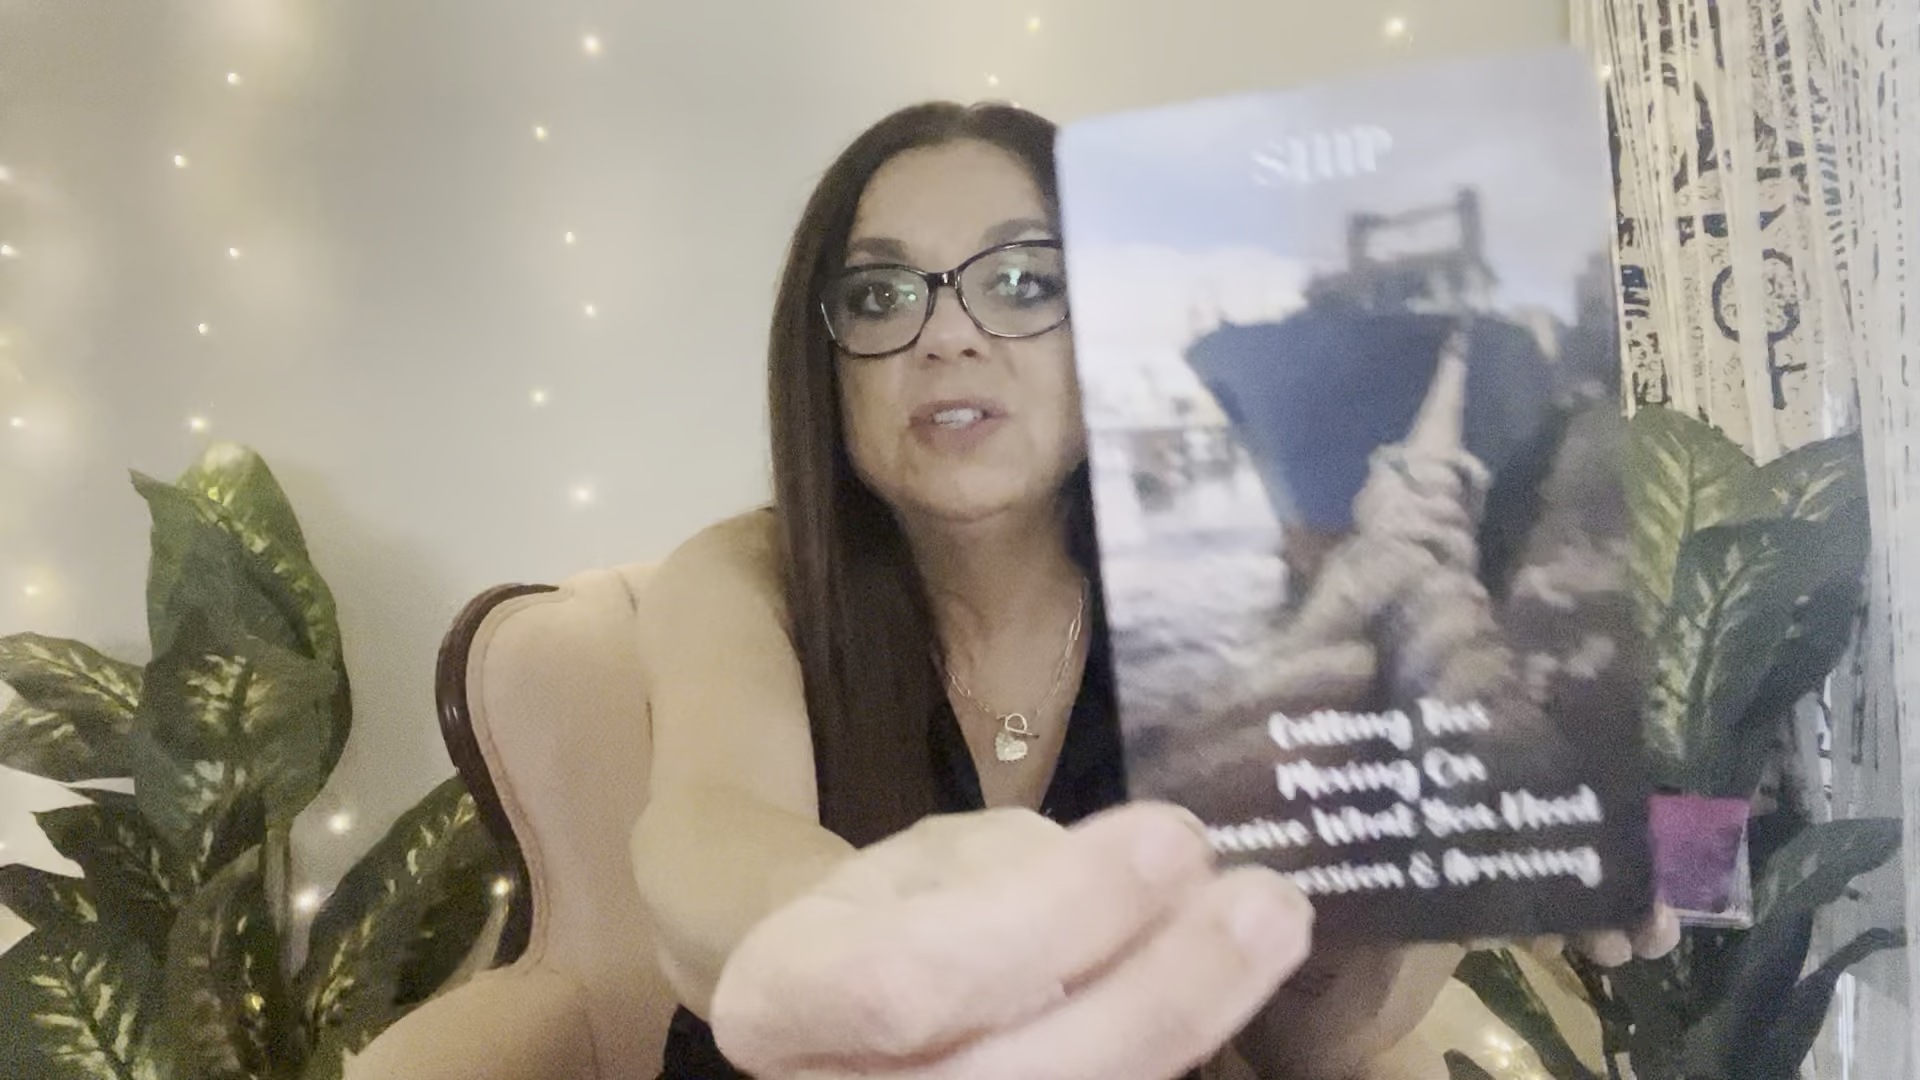 SHIP
Cutting Ties
Moving On
What You Need
& Arriving